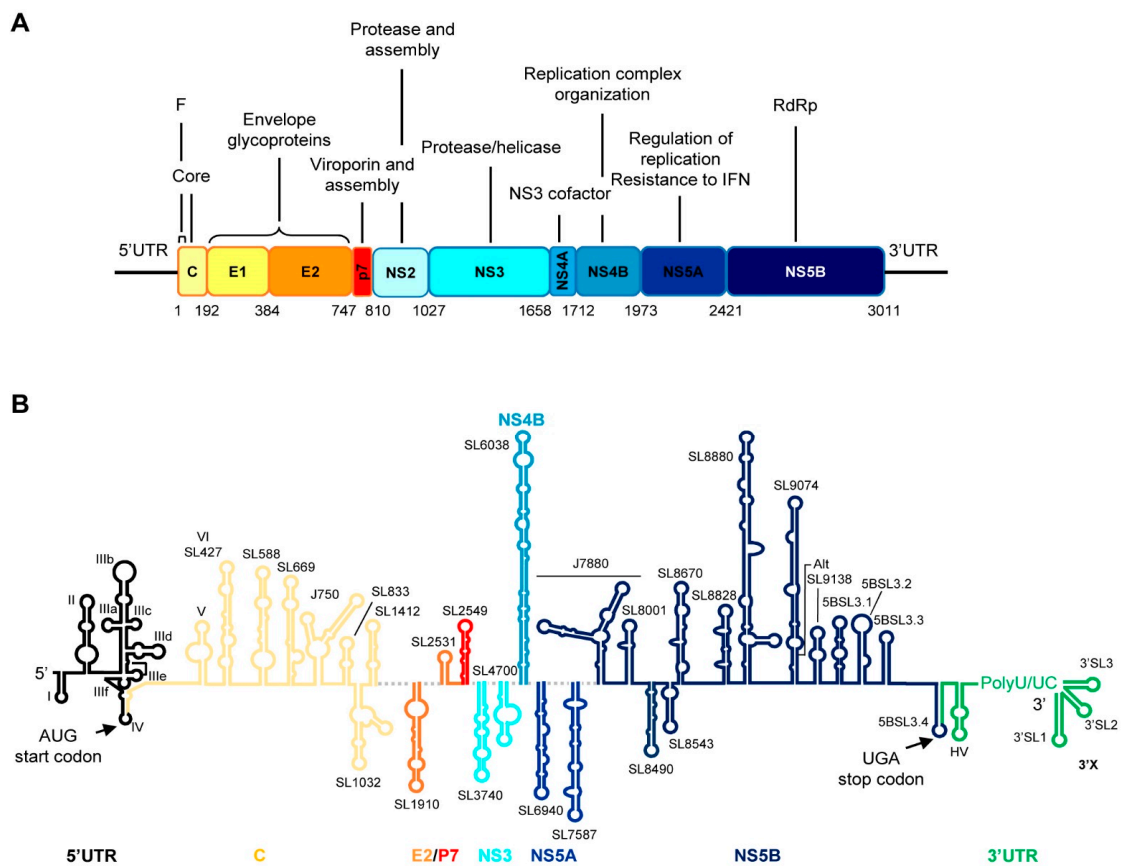 A
Protease and
assembly
Replication complex
organization
RdRp
F
Envelope
glycoproteins
Regulation of
replication
Resistance to IFN
Protease/helicase
Viroporin and
assembly
Core
NS3 cofactor
5'UTR
3'UTR
C
E1
E2
p7
NS2
NS3
NS4A
NS4B
NS5A
NS5B
1
192
384
747
810
1027
1658
1712
1973
2421
3011
B
NS4B
SL6038
SL8880
SL9074
VI
SL427
SL588
SL669
J750
SL833
SL1412
IIIb
II
IIIa
IIIc
IIId
IIIe
IIIf
V
5'
I
IV
AUG
start codon
SL1032
SL2531
SL2549
SL1910
SL4700
SL3740
J7880
SL8001
SL6940
SL7587
SL8670
SL8828
SL8490
SL8543
Alt
SL9138
5BSL3.1
5BSL3.2
5BSL3.3
5BSL3.4
UGA
stop codon
HV
PolyU/UC
3'
3'SL3
3'SL2
3'SL1
3'X
5'UTR
C
E2/P7
NS3
NS5A
NS5B
3'UTR